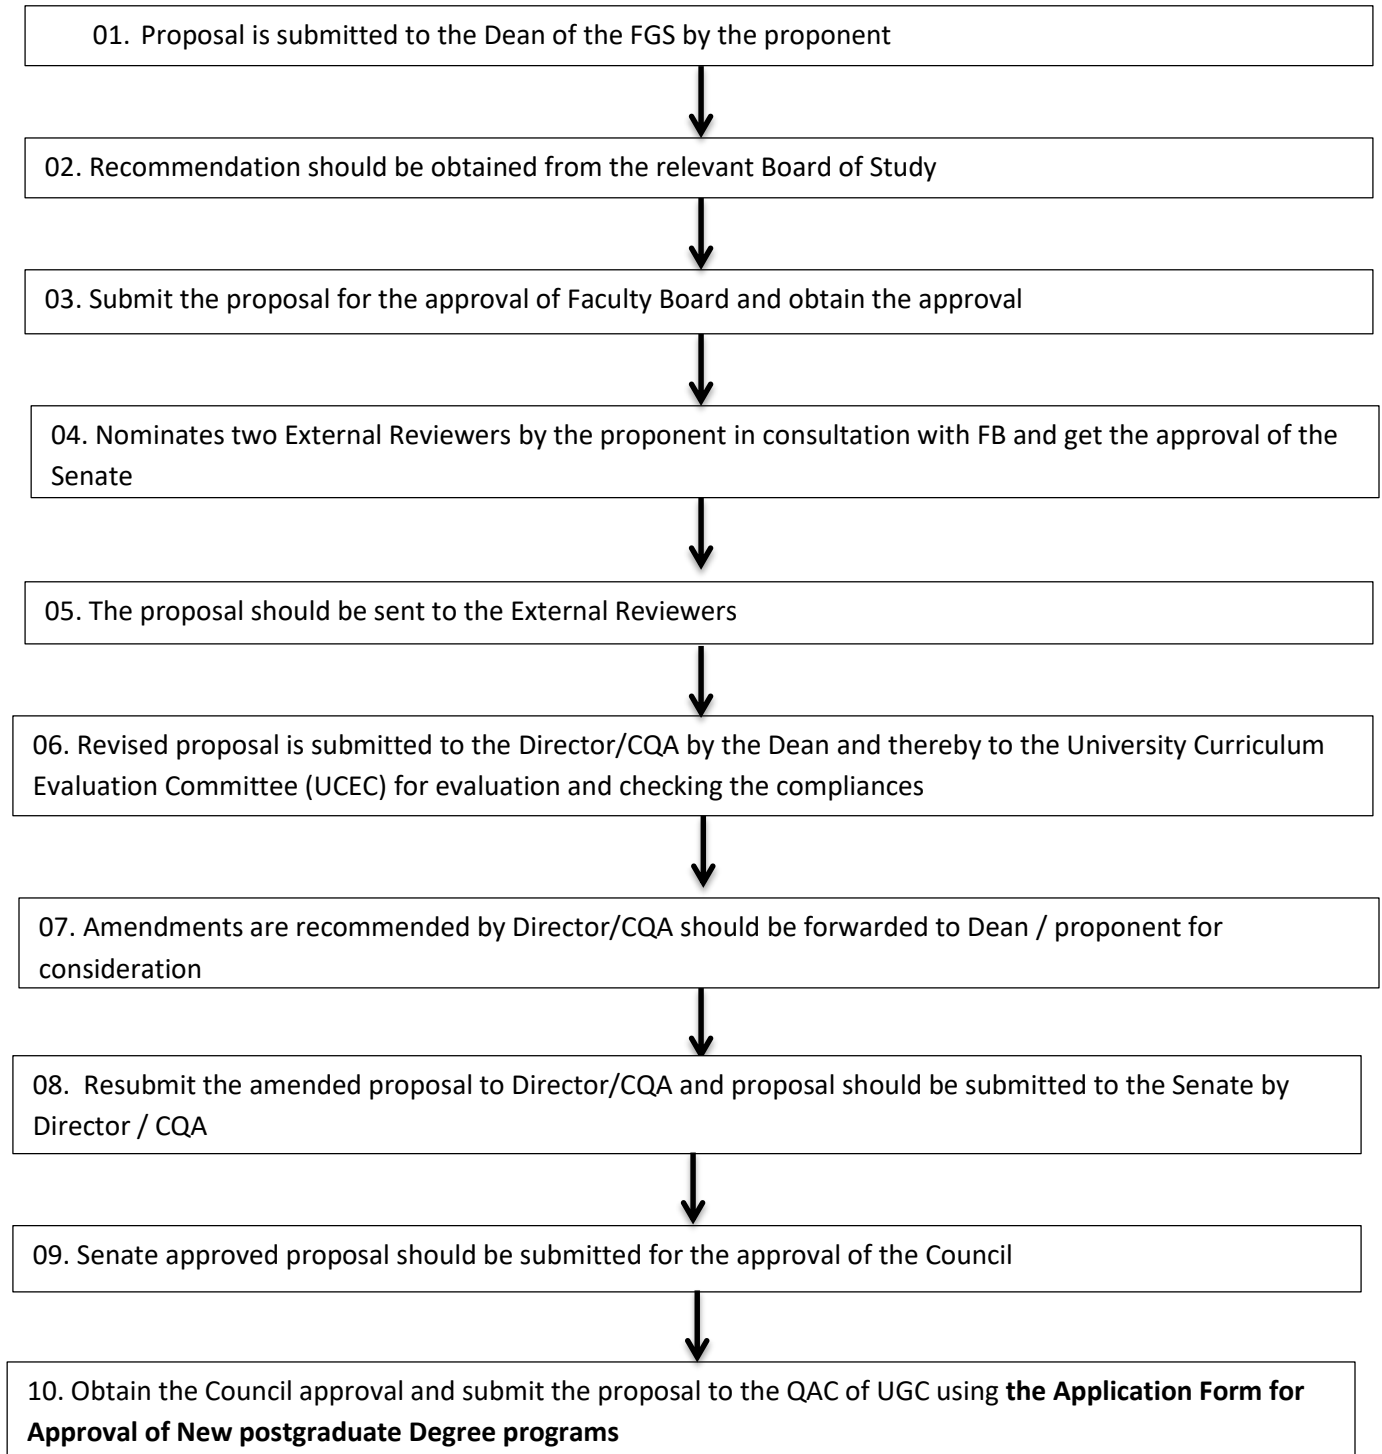 01. Proposal is submitted to the Dean of the FGS by the proponent
02. Recommendation should be obtained from the relevant Board of Study
03. Submit the proposal for the approval of Faculty Board and obtain the approval
04. Nominates two External Reviewers by the proponent in consultation with FB and get the approval of the
Senate
05. The proposal should be sent to the External Reviewers
06. Revised proposal is submitted to the Director/CQA by the Dean and thereby to the University Curriculum
Evaluation Committee (UCEC) for evaluation and checking the compliances
07. Amendments are recommended by Director/CQA should be forwarded to Dean / proponent for
consideration
08. Resubmit the amended proposal to Director/CQA and proposal should be submitted to the Senate by
Director / CQA
09. Senate approved proposal should be submitted for the approval of the Council
10. Obtain the Council approval and submit the proposal to the QAC of UGC using the Application Form for
Approval of New postgraduate Degree programs